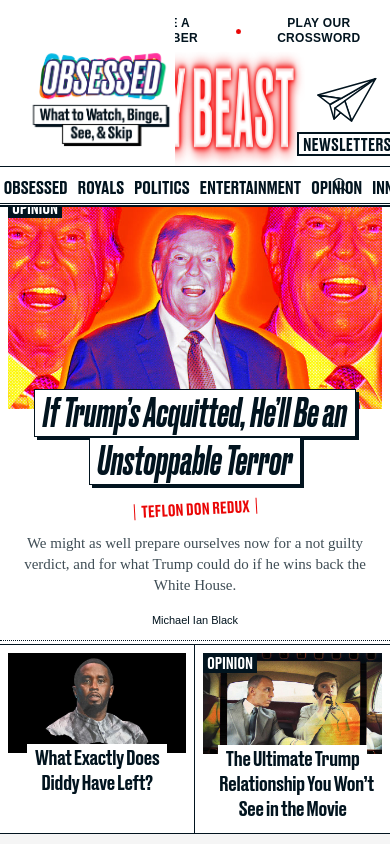 E A
BER
PLAY OUR
CROSSWORD
OBSESSED
What to Watch, Binge,
See, & Skip
Y BEAST
NEWSLETTERS
OBSESSED ROYALS POLITICS ENTERTAINMENT OPINION INN
OPINION
If Trump's Acquitted, He'll Be an
Unstoppable Terror
TEFLON DON REDUX
We might as well prepare ourselves now for a not guilty
verdict, and for what Trump could do if he wins back the
White House.
Michael Ian Black
What Exactly Does
Diddy Have Left?
OPINION
The Ultimate Trump
Relationship You Won't
See in the Movie